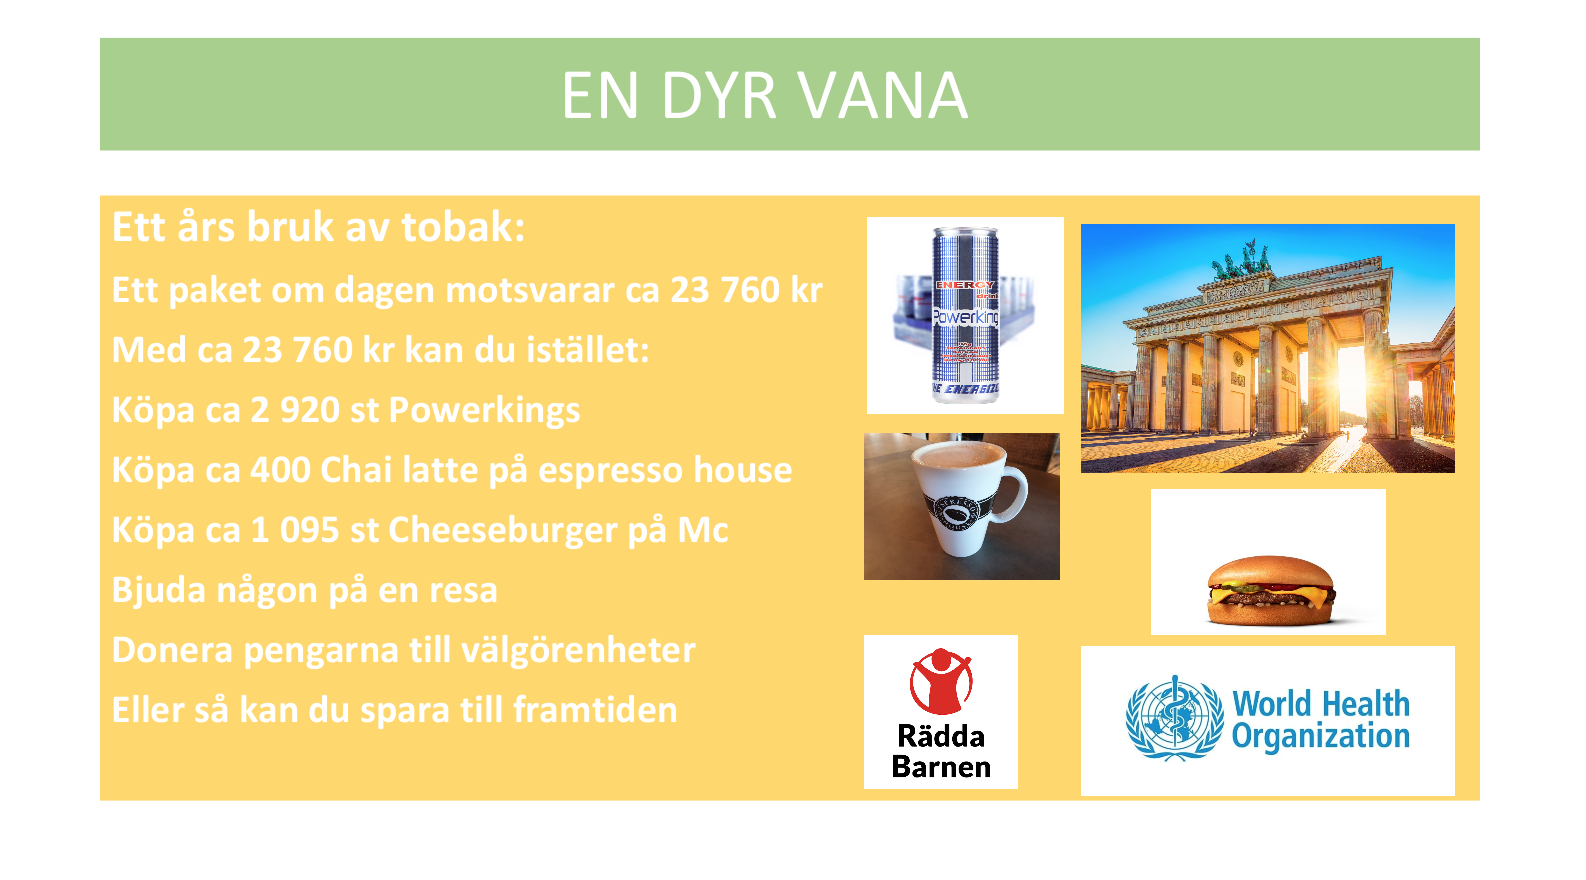 EN DYR VANA
Ett års bruk av tobak:
Ett paket om dagen motsvarar ca 23 760 kr
Med ca 23 760 kr kan du istället:
Köpa ca 2 920 st Powerkings
Köpa ca 400 Chai latte på espresso house
Köpa ca 1 095 st Cheeseburger på Mc
Bjuda någon på en resa
Donera pengarna till välgörenheter
Eller så kan du spara till framtiden
ENERGY
drink
Powerking
Rädda
Barnen
World Health
Organization